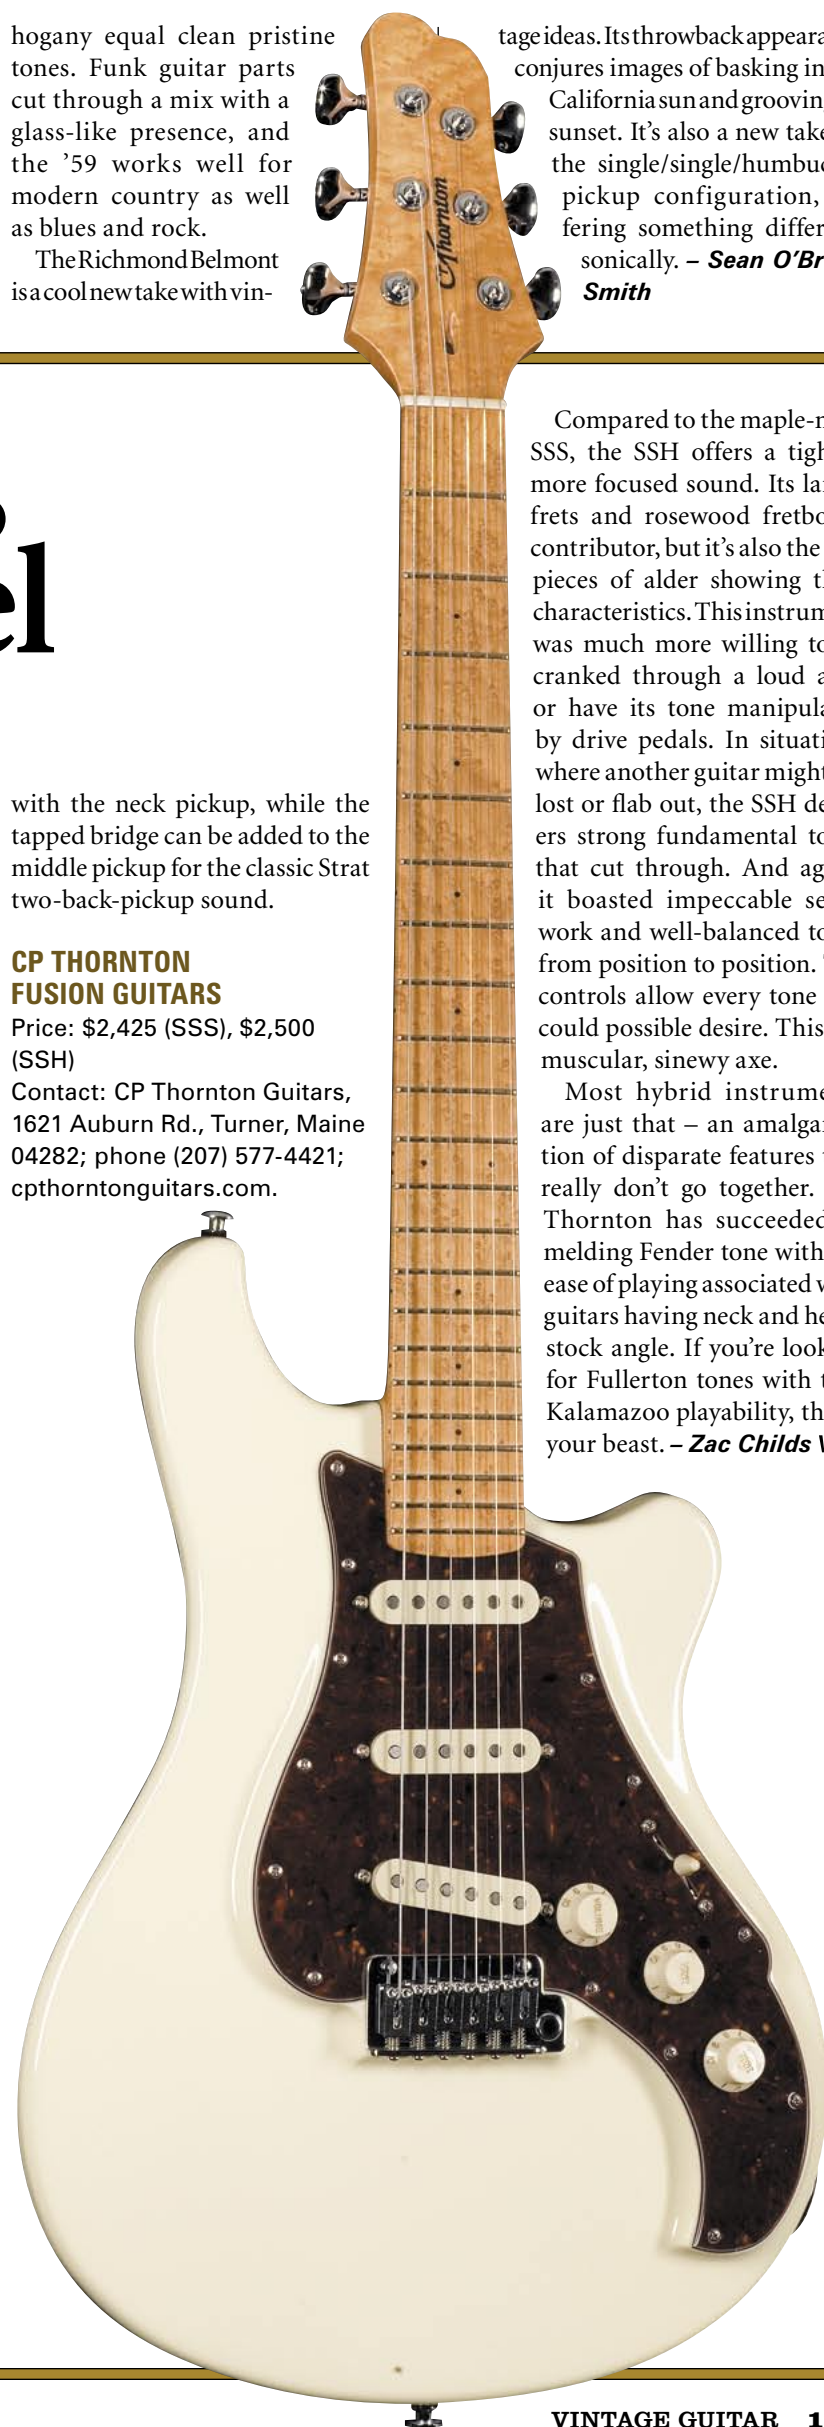 hogany equal clean pristine
tones. Funk guitar parts
cut through a mix with a
glass-like presence, and
the ’59 works well for
modern country as well
as blues and rock.
The Richmond Belmont
is a cool new take with vin-
tage ideas. Its throwback appeara
conjures images of basking in
California sun and grooving
sunset. It’s also a new take
the single/single/humbuc
pickup configuration,
fering something differ
sonically. – Sean O’Br
Smith
CThornton
el
with the neck pickup, while the
tapped bridge can be added to the
middle pickup for the classic Strat
two-back-pickup sound.
CP THORNTON
FUSION GUITARS
Price: $2,425 (SSS), $2,500
(SSH)
Contact: CP Thornton Guitars,
1621 Auburn Rd., Turner, Maine
04282; phone (207) 577-4421;
cpthorntonguitars.com.
Compared to the maple-n
SSS, the SSH offers a tigh
more focused sound. Its lar
frets and rosewood fretbo
contributor, but it’s also the
pieces of alder showing th
characteristics. This instrum
was much more willing to
cranked through a loud a
or have its tone manipula
by drive pedals. In situati
where another guitar might
lost or flab out, the SSH de
ers strong fundamental to
that cut through. And ag
it boasted impeccable se
work and well-balanced to
from position to position. T
controls allow every tone
could possible desire. This
muscular, sinewy axe.
Most hybrid instrume
are just that – an amalgar
tion of disparate features t
really don’t go together.
Thornton has succeeded
melding Fender tone with
ease of playing associated w
guitars having neck and he
stock angle. If you’re look
for Fullerton tones with t
Kalamazoo playability, th
your beast. – Zac Childs V
VOLUME
VINTAGE GUITAR 1